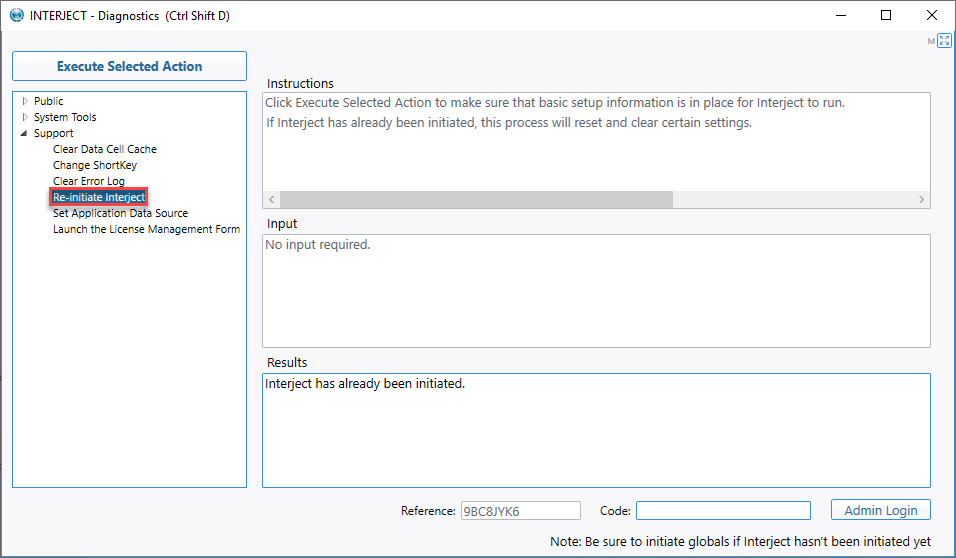 INTERJECT - Diagnostics (Ctrl Shift D)
M
Execute Selected Action
Public
System Tools
Support
Clear Data Cell Cache
Change ShortKey
Clear Error Log
Re-initiate Interject
Set Application Data Source
Launch the License Management Form
Instructions
Click Execute Selected Action to make sure that basic setup information is in place for Interject to run.
If Interject has already been initiated, this process will reset and clear certain settings.
Input
No input required.
Results
Interject has already been initiated.
Reference: 9BC8JYK6 Code: Admin Login
Note: Be sure to initiate globals if Interject hasn't been initiated yet